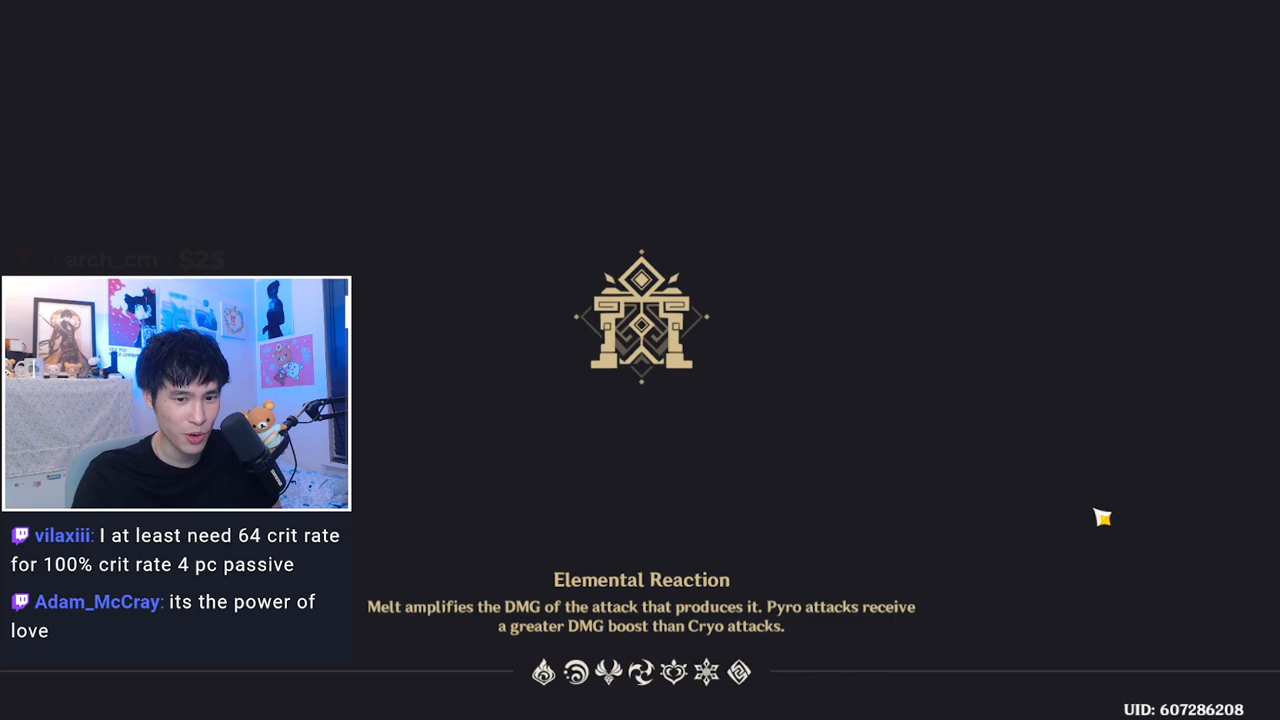 arch_cm - $25
vilaxiii: I at least need 64 crit rate
for 100% crit rate 4 pc passive
Adam_McCray: its the power of
love
Elemental Reaction
Melt amplifies the DMG of the attack that produces it. Pyro attacks receive
a greater DMG boost than Cryo attacks.
UID: 607286208